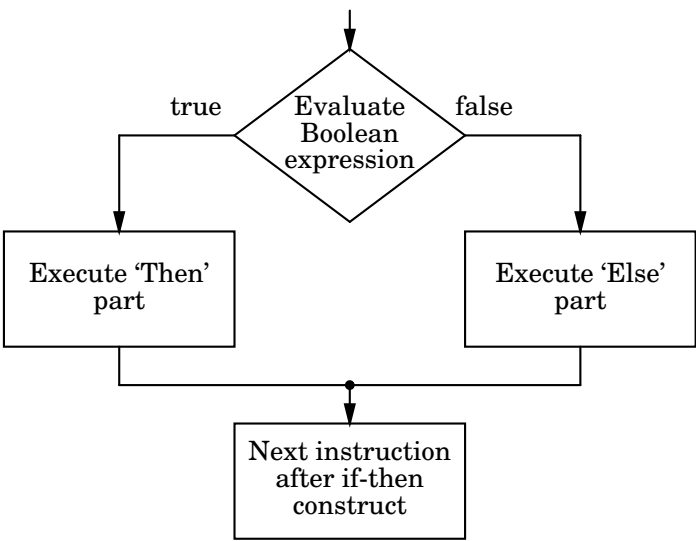 true
Evaluate
Boolean
expression
false
Execute ‘Then’
part
Execute ‘Else’
part
Next instruction
after if-then
construct